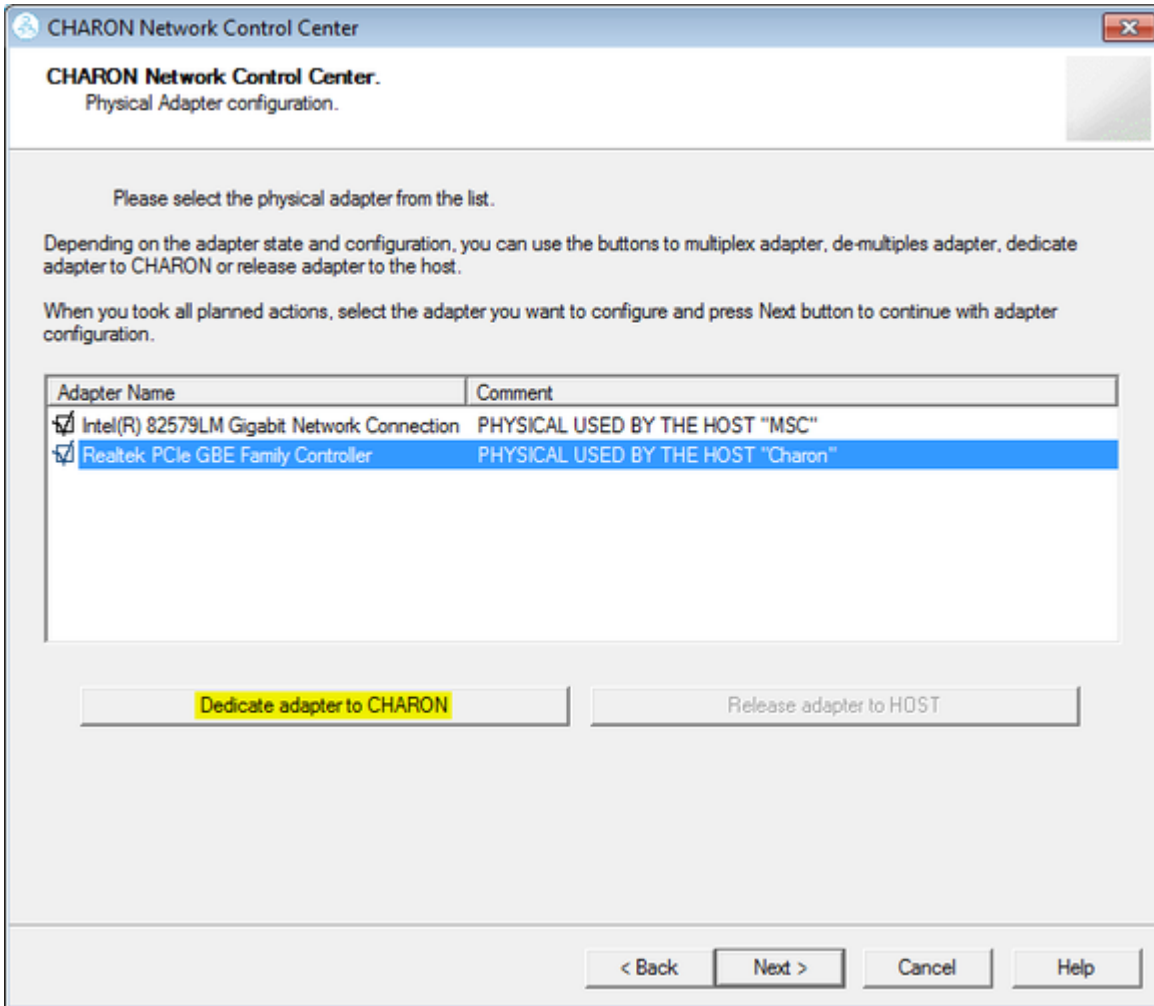 CHARON Network Control Center
CHARON Network Control Center.
Physical Adapter configuration.
Please select the physical adapter from the list.
Depending on the adapter state and configuration, you can use the buttons to multiplex adapter, de-multiples adapter, dedicate
adapter to CHARON or release adapter to the host.
When you took all planned actions, select the adapter you want to configure and press Next button to continue with adapter
configuration.
Adapter Name Comment
Intel(R) 82579LM Gigabit Network Connection PHYSICAL USED BY THE HOST "MSC"
Realtek PCIe GBE Family Controller PHYSICAL USED BY THE HOST "Charon"
Dedicate adapter to CHARON Release adapter to HOST
< Back Next > Cancel Help